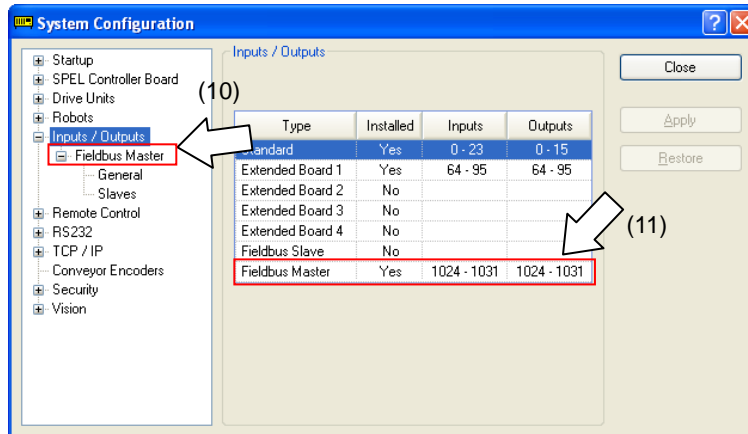 System Configuration
Startup
SPEL Controller Board
Drive Units
Robots
Inputs / Outputs
Fieldbus Master
General
Slaves
Remote Control
RS232
TCP / IP
Conveyor Encoders
Security
Vision
(10)
Inputs / Outputs
Type Installed Inputs Outputs
Standard Yes 0 - 23 0 - 15
Extended Board 1 Yes 64 - 95 64 - 95
Extended Board 2 No
Extended Board 3 No
Extended Board 4 No
Fieldbus Slave No
Fieldbus Master Yes 1024 - 1031 1024 - 1031
(11)
Close
Apply
Restore